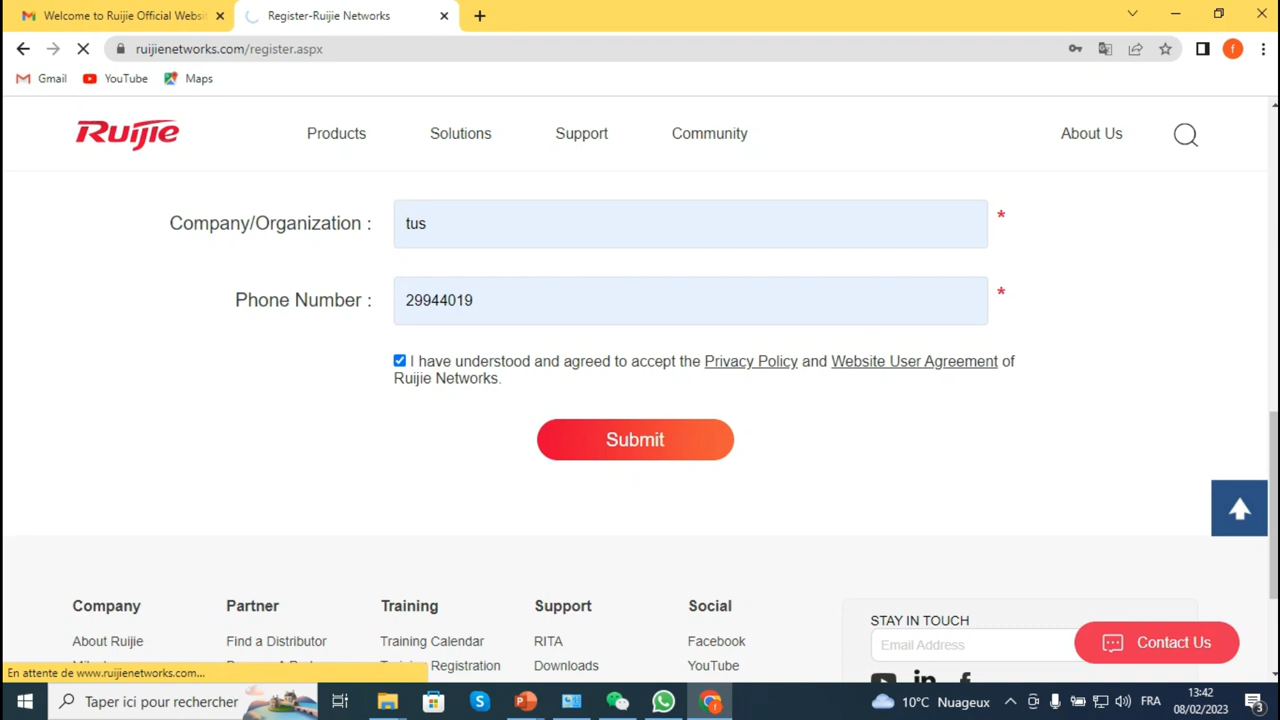 Welcome to Ruijie Official Websi
Register-Ruijie Networks
ruijienetworks.com/register.aspx
f
Gmail
YouTube
Maps
Ruijie
Products
Solutions
Support
Community
About Us
Company/Organization :
tus
*
Phone Number :
29944019
*
I have understood and agreed to accept the Privacy Policy and Website User Agreement of
Ruijie Networks.
Submit
Company
Partner
Training
Support
Social
STAY IN TOUCH
About Ruijie
Find a Distributor
Training Calendar
RITA
Facebook
Email Address
Contact Us
Training Registration
Downloads
YouTube
En attente de www.ruijienetworks.com...
Taper ici pour rechercher
10°C Nuageux
FRA
13:42
08/02/2023
3